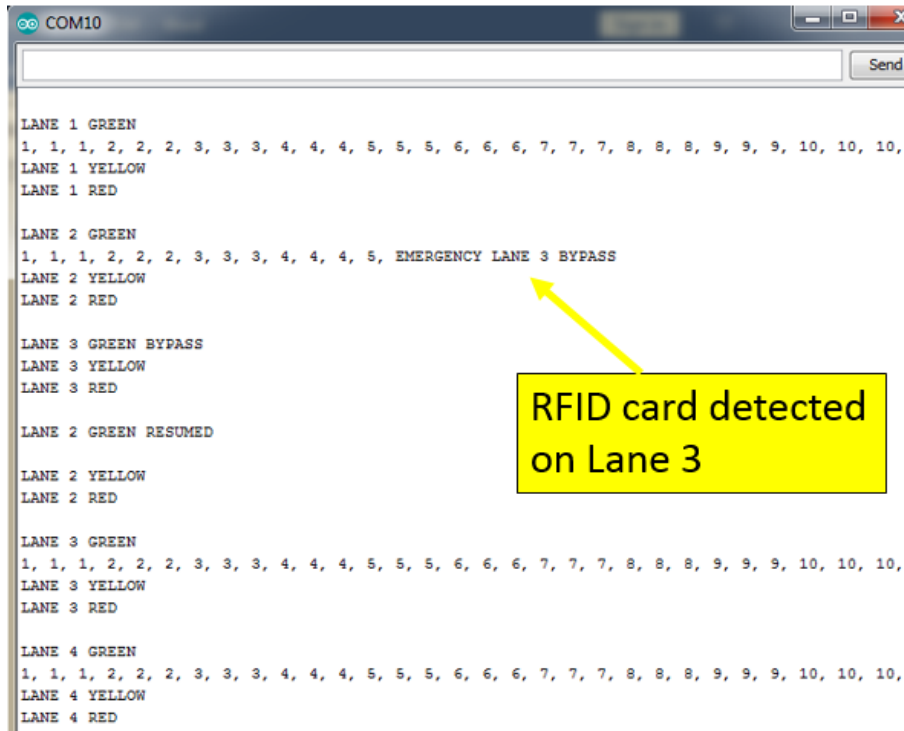 COM10
Send
LANE 1 GREEN
1, 1, 1, 2, 2, 2, 3, 3, 3, 4, 4, 4, 5, 5, 5, 6, 6, 6, 7, 7, 7, 8, 8, 8, 9, 9, 9, 10, 10, 10,
LANE 1 YELLOW
LANE 1 RED
LANE 2 GREEN
1, 1, 1, 2, 2, 2, 3, 3, 3, 4, 4, 4, 5, EMERGENCY LANE 3 BYPASS
LANE 2 YELLOW
LANE 2 RED
LANE 3 GREEN BYPASS
LANE 3 YELLOW
LANE 3 RED
RFID card detected
on Lane 3
LANE 2 GREEN RESUMED
LANE 2 YELLOW
LANE 2 RED
LANE 3 GREEN
1, 1, 1, 2, 2, 2, 3, 3, 3, 4, 4, 4, 5, 5, 5, 6, 6, 6, 7, 7, 7, 8, 8, 8, 9, 9, 9, 10, 10, 10,
LANE 3 YELLOW
LANE 3 RED
LANE 4 GREEN
1, 1, 1, 2, 2, 2, 3, 3, 3, 4, 4, 4, 5, 5, 5, 6, 6, 6, 7, 7, 7, 8, 8, 8, 9, 9, 9, 10, 10, 10,
LANE 4 YELLOW
LANE 4 RED